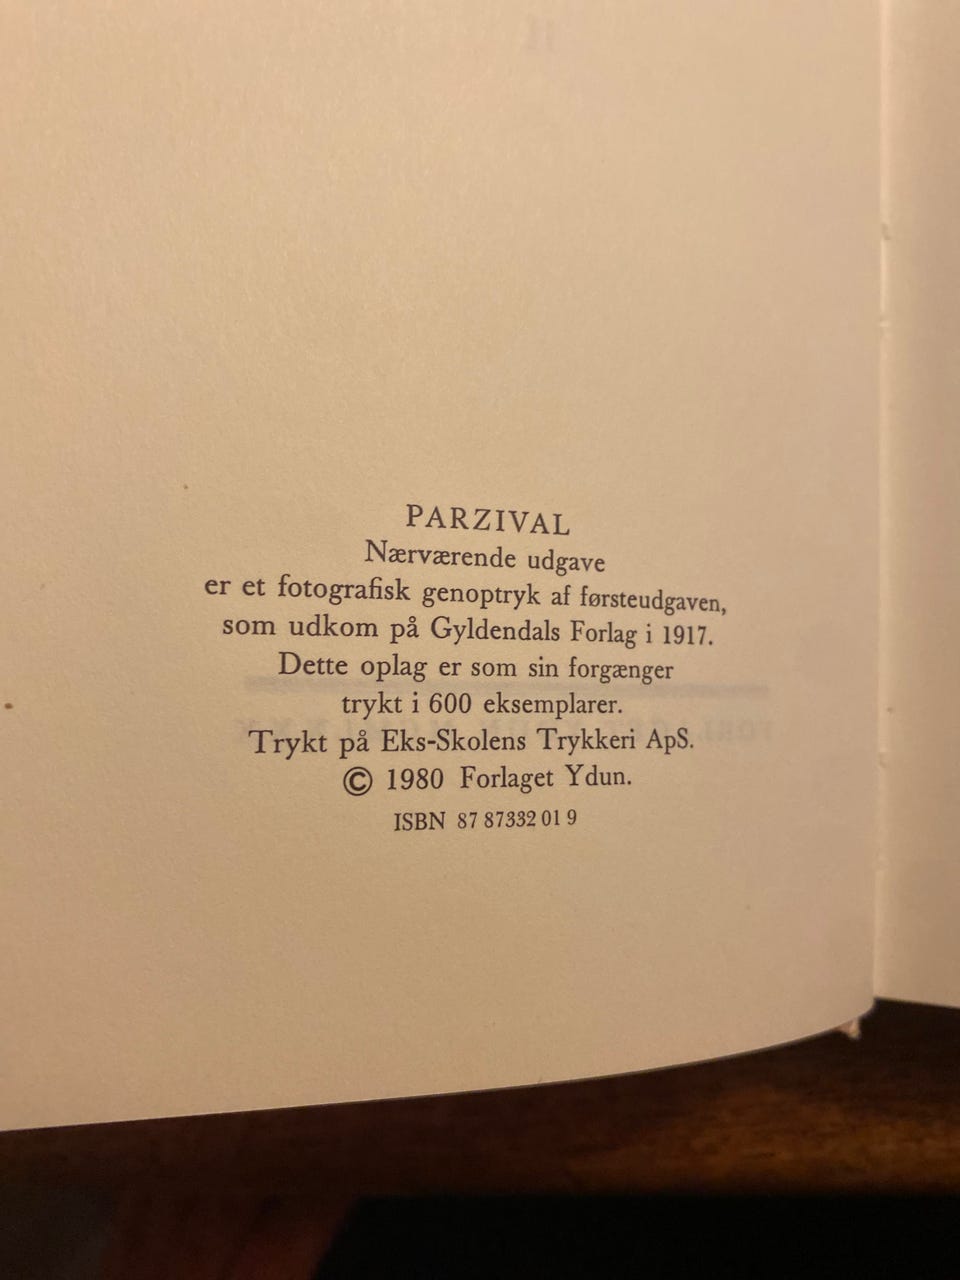 PARZIVAL
Nærværende udgave
er et fotografisk genoptryk af førsteudgaven,
som udkom på Gyldendals Forlag i 1917.
Dette oplag er som sin forgænger
trykt i 600 eksemplarer.
Trykt på Eks-Skolens Trykkeri ApS.
© 1980 Forlaget Ydun.
ISBN 87 87332 01 9